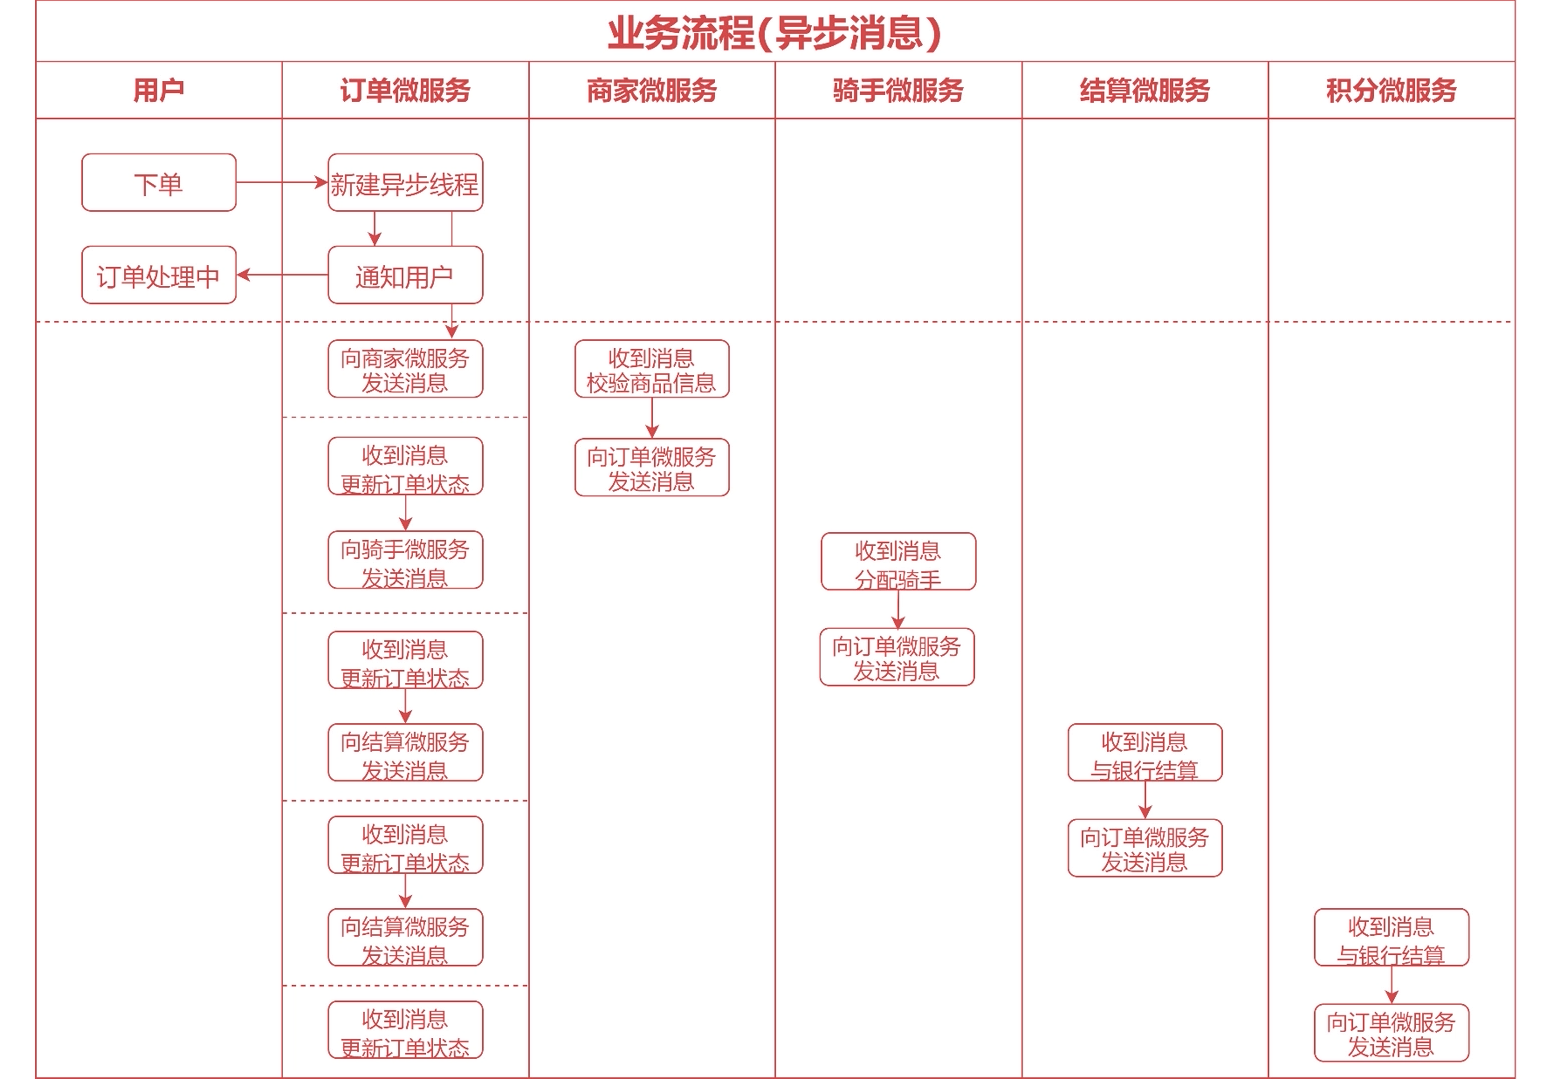 业务流程(异步消息)
用户
订单微服务
商家微服务
骑手微服务
结算微服务
积分微服务
下单
新建异步线程
订单处理中
通知用户
向商家微服务
发送消息
收到消息
校验商品信息
收到消息
更新订单状态
向订单微服务
发送消息
向骑手微服务
发送消息
收到消息
分配骑手
收到消息
更新订单状态
向订单微服务
发送消息
向结算微服务
发送消息
收到消息
与银行结算
收到消息
更新订单状态
向订单微服务
发送消息
向结算微服务
发送消息
收到消息
与银行结算
收到消息
更新订单状态
向订单微服务
发送消息